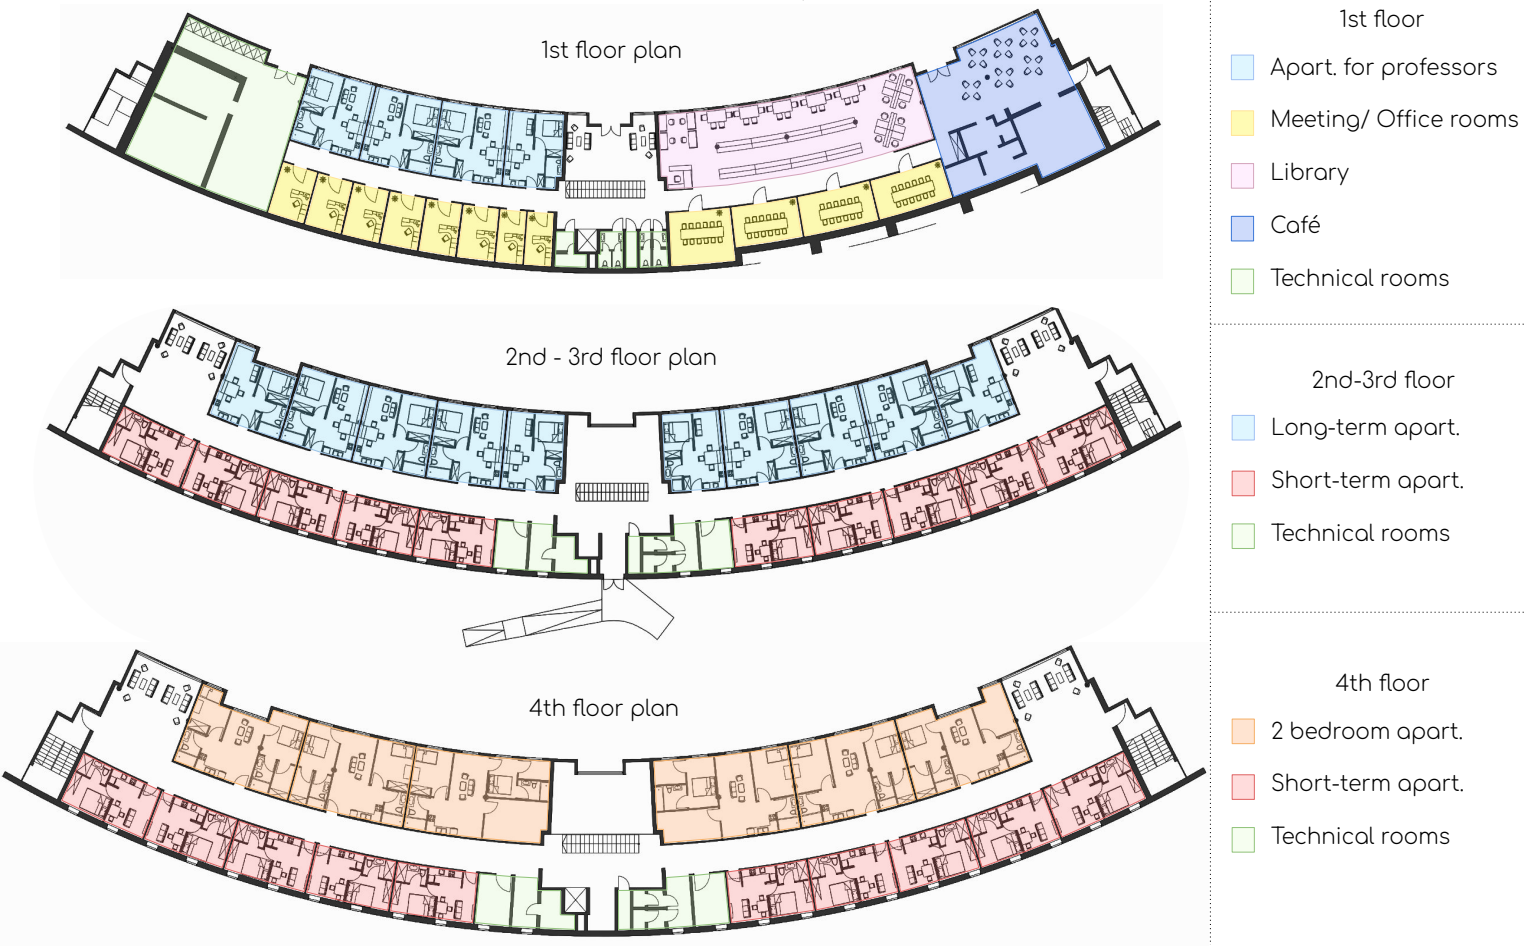 1st floor plan
2nd - 3rd floor plan
4th floor plan
1st floor
Apart. for professors
Meeting/ Office rooms
Library
Café
Technical rooms
2nd-3rd floor
Long-term apart.
Short-term apart.
Technical rooms
4th floor
2 bedroom apart.
Short-term apart.
Technical rooms